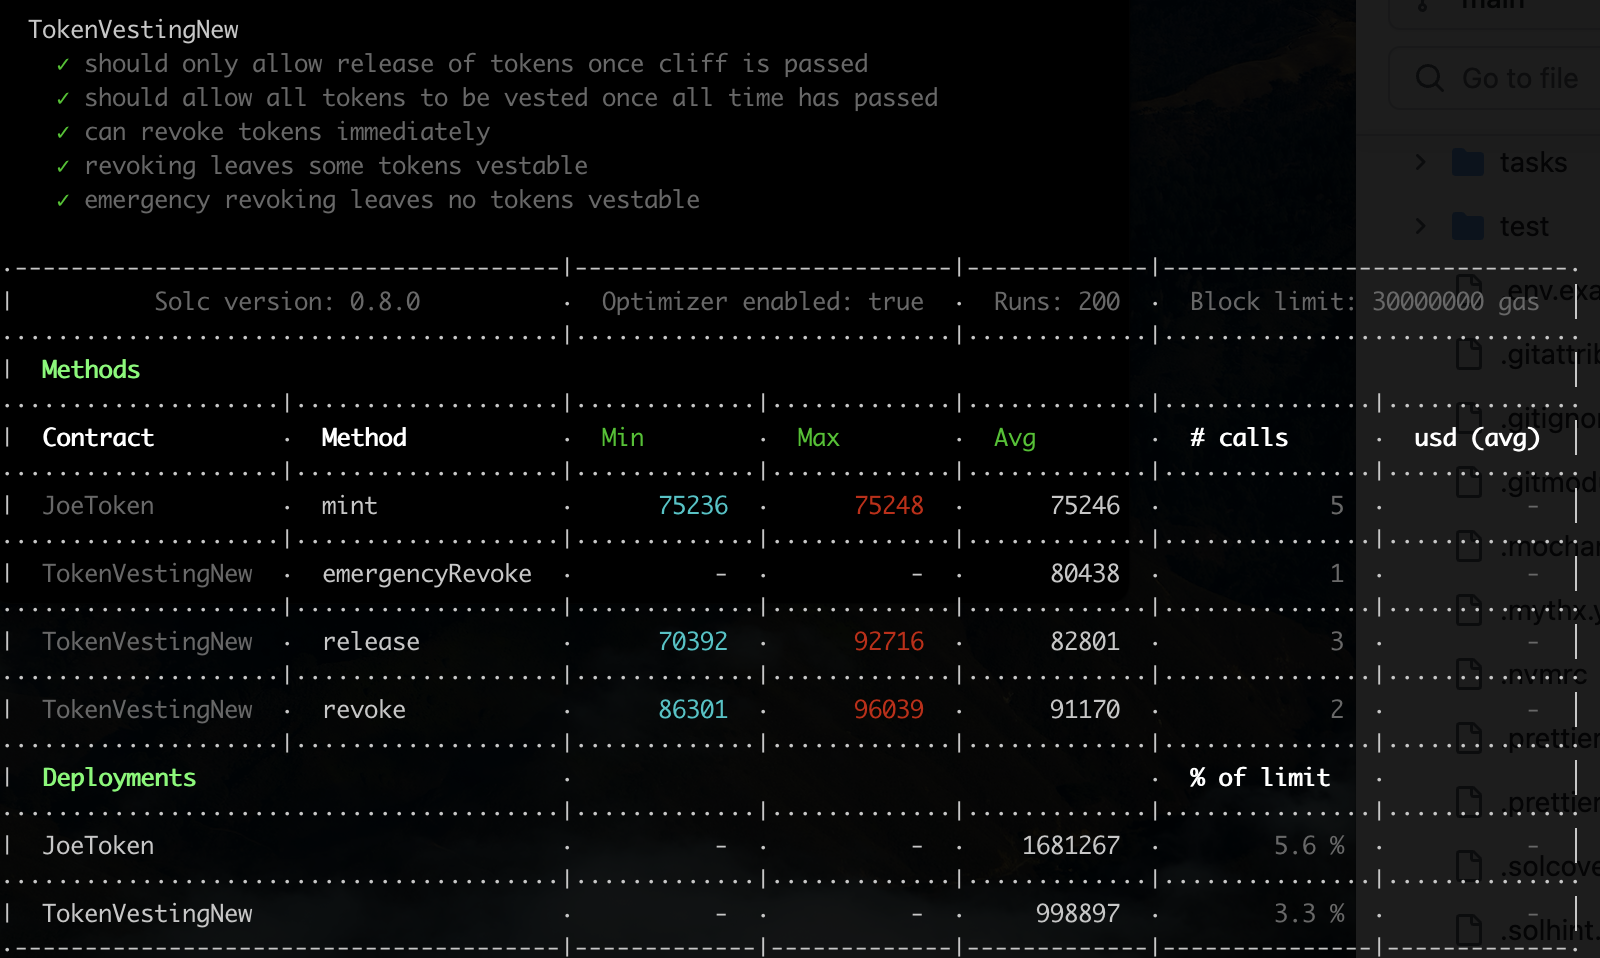 main
TokenVestingNew
✓ should only allow release of tokens once cliff is passed
Go to file
✓ should allow all tokens to be vested once all time has passed
✓ can revoke tokens immediately
✓ revoking leaves some tokens vestable
tasks
✓ emergency revoking leaves no tokens vestable
test
Solc version: 0.8.0 · Optimizer enabled: true · Runs: 200 · Block limit: 30000000 gas
.env.exa
Methods
.gitattrib
.gitignor
Contract · Method · Min · Max · Avg · # calls · usd (avg)
.gitmodu
JoeToken · mint · 75236 · 75248 · 75246 · 5 · -
.mochar
TokenVestingNew · emergencyRevoke · - · - · 80438 · 1 · -
.mythx.y
TokenVestingNew · release · 70392 · 92716 · 82801 · 3 · -
.nvmrc
TokenVestingNew · revoke · 86301 · 96039 · 91170 · 2 · -
.prettier
Deployments · · % of limit ·
.prettier
JoeToken · - · - · 1681267 · 5.6 % · -
.solcove
TokenVestingNew · - · - · 998897 · 3.3 % · -
.solhint.